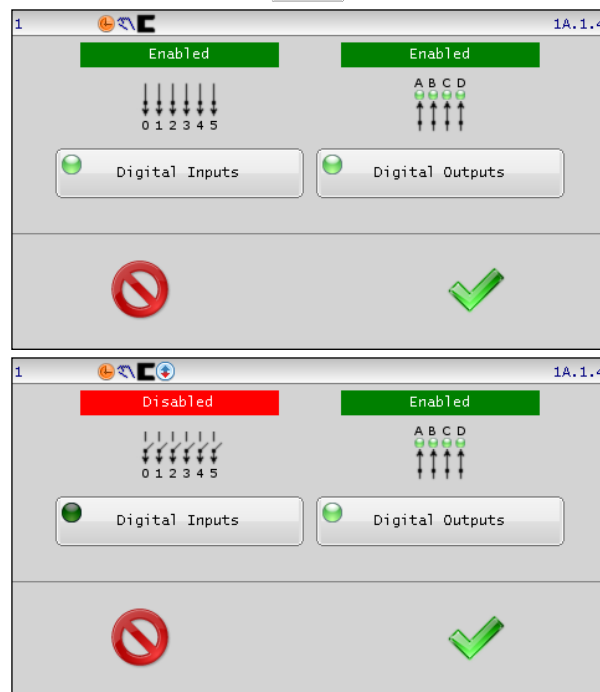 1 1A.1.4
Enabled Enabled
A B C D
0 1 2 3 4 5
Digital Inputs Digital Outputs
1 1A.1.4
Disabled Enabled
A B C D
0 1 2 3 4 5
Digital Inputs Digital Outputs